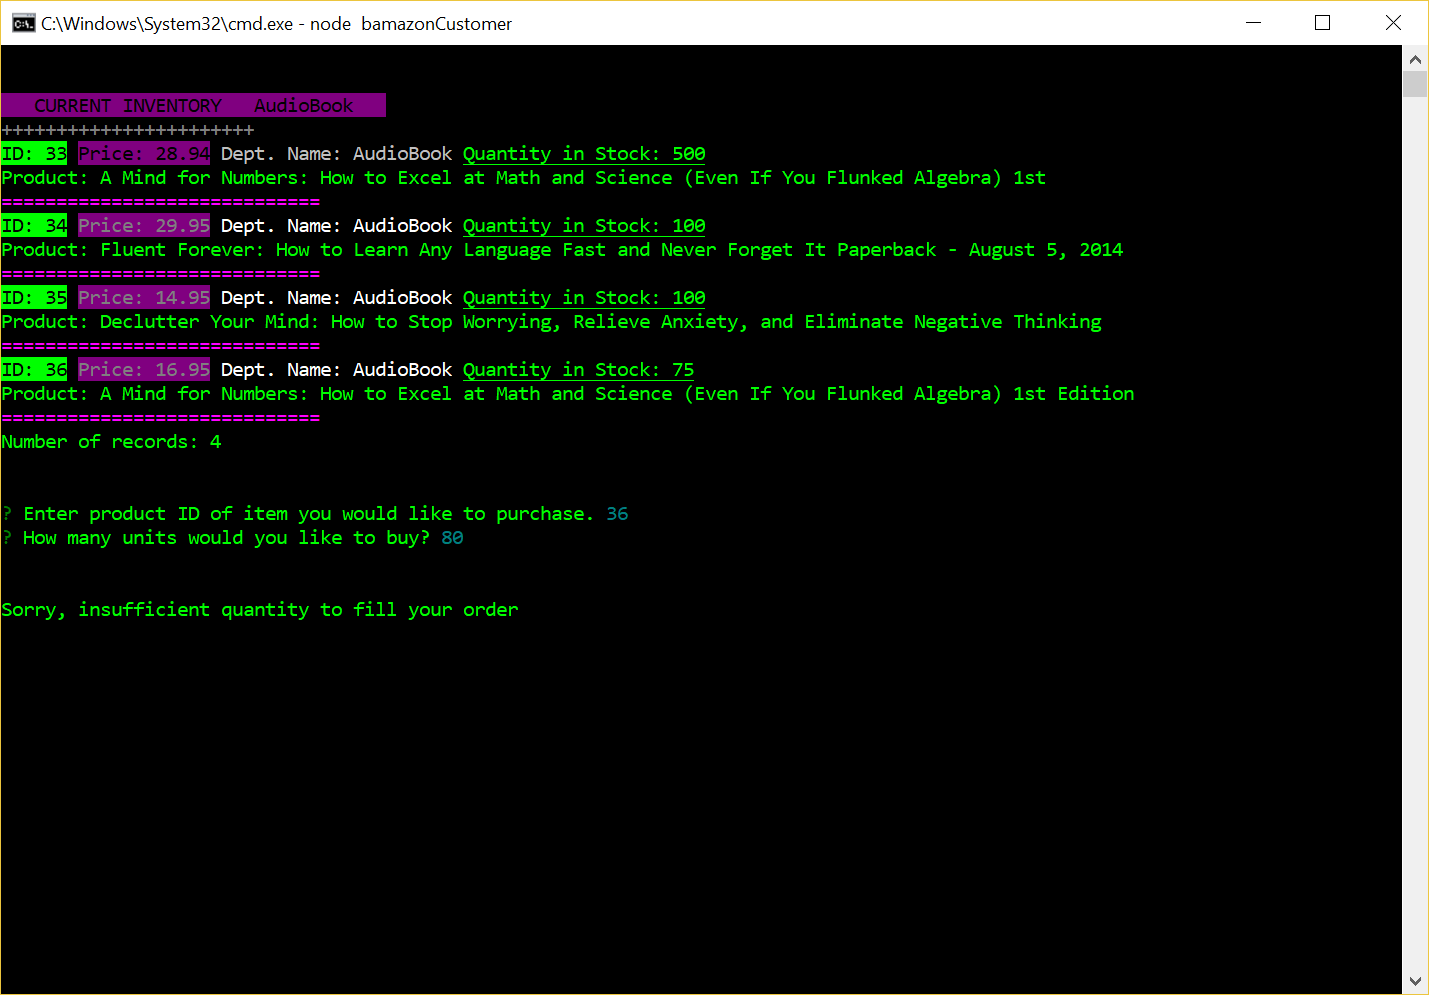 C:\Windows\System32\cmd.exe - node  bamazonCustomer
CURRENT INVENTORY   AudioBook
+++++++++++++++++++++++
ID: 33 Price: 28.94 Dept. Name: AudioBook Quantity in Stock: 500
Product: A Mind for Numbers: How to Excel at Math and Science (Even If You Flunked Algebra) 1st
=============================
ID: 34 Price: 29.95 Dept. Name: AudioBook Quantity in Stock: 100
Product: Fluent Forever: How to Learn Any Language Fast and Never Forget It Paperback - August 5, 2014
=============================
ID: 35 Price: 14.95 Dept. Name: AudioBook Quantity in Stock: 100
Product: Declutter Your Mind: How to Stop Worrying, Relieve Anxiety, and Eliminate Negative Thinking
=============================
ID: 36 Price: 16.95 Dept. Name: AudioBook Quantity in Stock: 75
Product: A Mind for Numbers: How to Excel at Math and Science (Even If You Flunked Algebra) 1st Edition
=============================
Number of records: 4
? Enter product ID of item you would like to purchase. 36
? How many units would you like to buy? 80
Sorry, insufficient quantity to fill your order